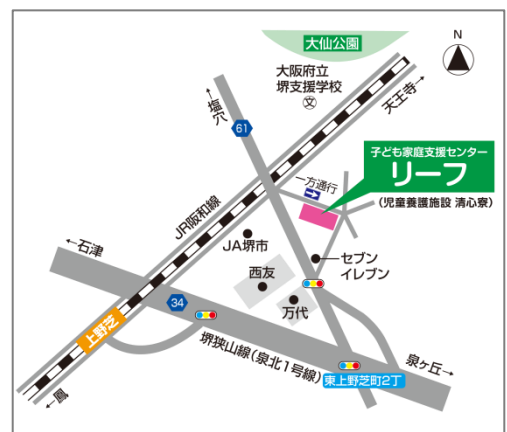 大仙公園
N
大阪府立
堺支援学校
文
←塩穴
天王寺→
61
子ども家庭支援センター
リーフ
(児童養護施設 清心寮)
一方通行
JR阪和線
JA堺市
セブン
イレブン
←石津
西友
万代
34
上野芝
堺狭山線(泉北1号線)
泉ヶ丘→
東上野芝町2丁
←鳳